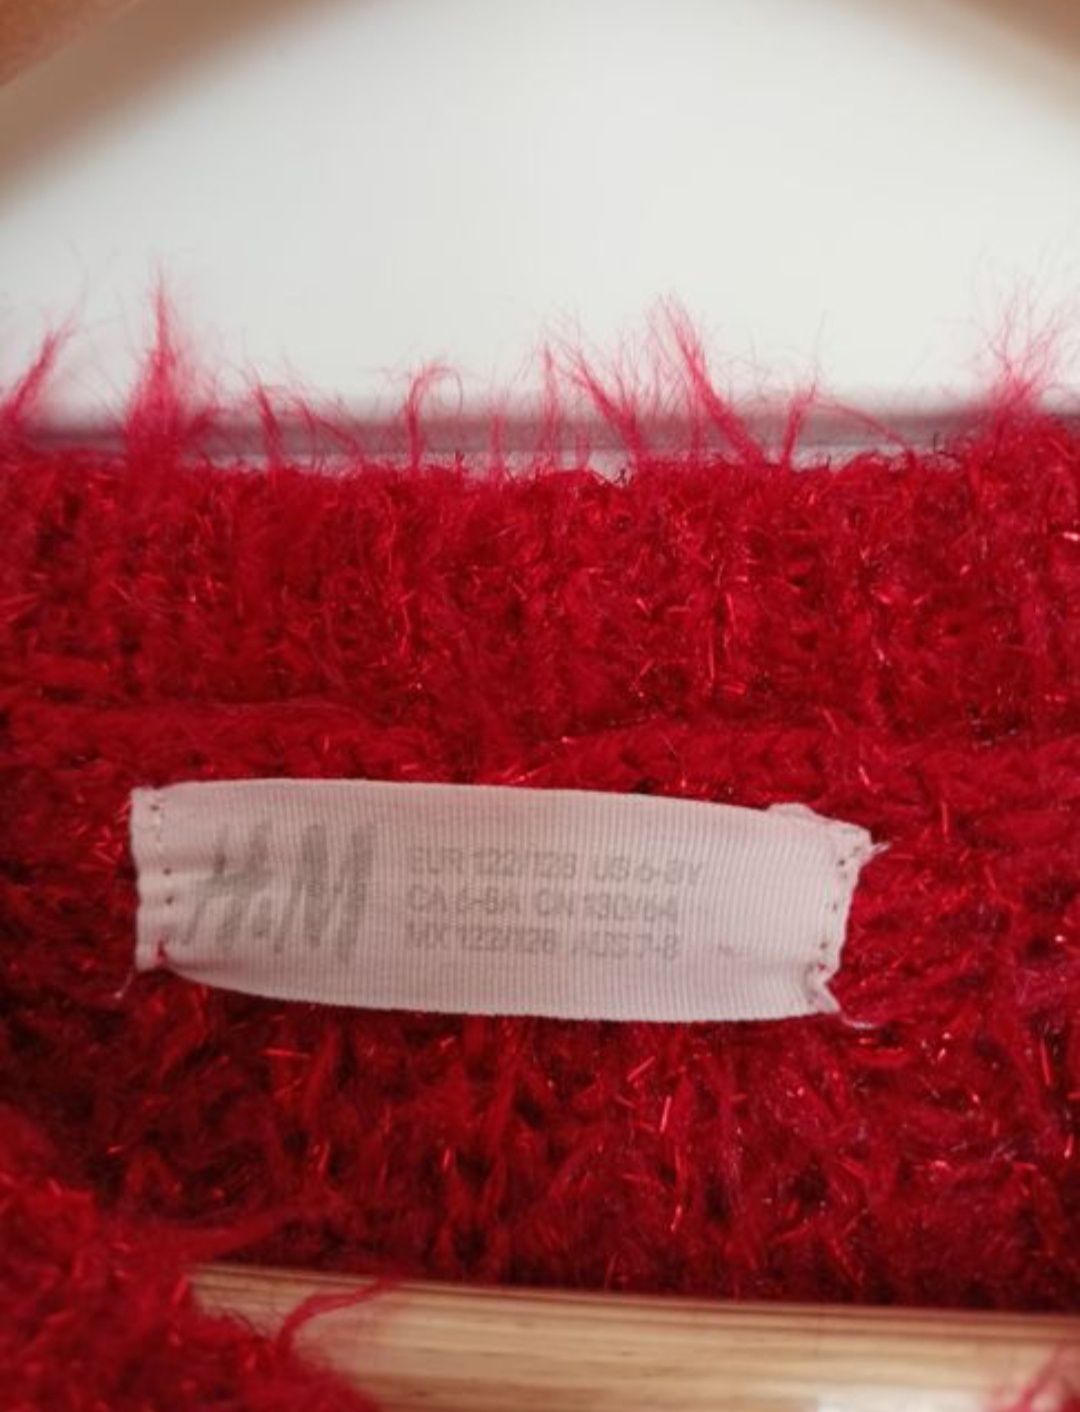 H&M
EUR 122/128 US 6-8Y
CA 6-8A CN 130/64
MX 122/128 AUS 7-8